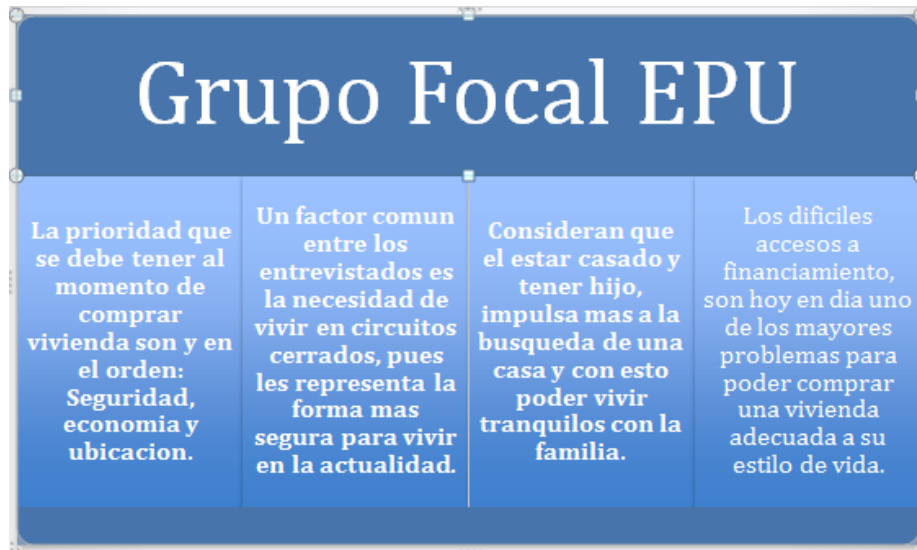 Grupo Focal EPU
La prioridad que
se debe tener al
momento de
comprar
vivienda son y en
el orden:
Seguridad,
economia y
ubicacion.
Un factor comun
entre los
entrevistados es
la necesidad de
vivir en circuitos
cerrados, pues
les representa la
forma mas
segura para vivir
en la actualidad.
Consideran que
el estar casado y
tener hijo,
impulsa mas a la
busqueda de una
casa y con esto
poder vivir
tranquilos con la
familia.
Los dificiles
accesos a
financiamiento,
son hoy en dia uno
de los mayores
problemas para
poder comprar
una vivienda
adecuada a su
estilo de vida.